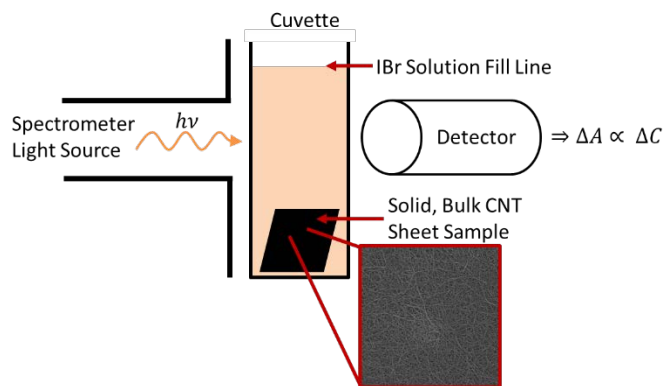 Cuvette
IBr Solution Fill Line
Spectrometer
Light Source
hν
Detector
⇒ ΔA ∝ ΔC
Solid, Bulk CNT
Sheet Sample